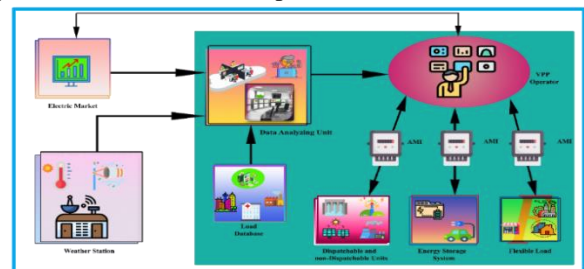 Electric Market
VPP
Operator
Data Analyzing Unit
AMI
AMI
AMI
Load
Database
Weather Station
Dispatchable and
non-Dispatchable Units
Energy Storage
System
Flexible Load